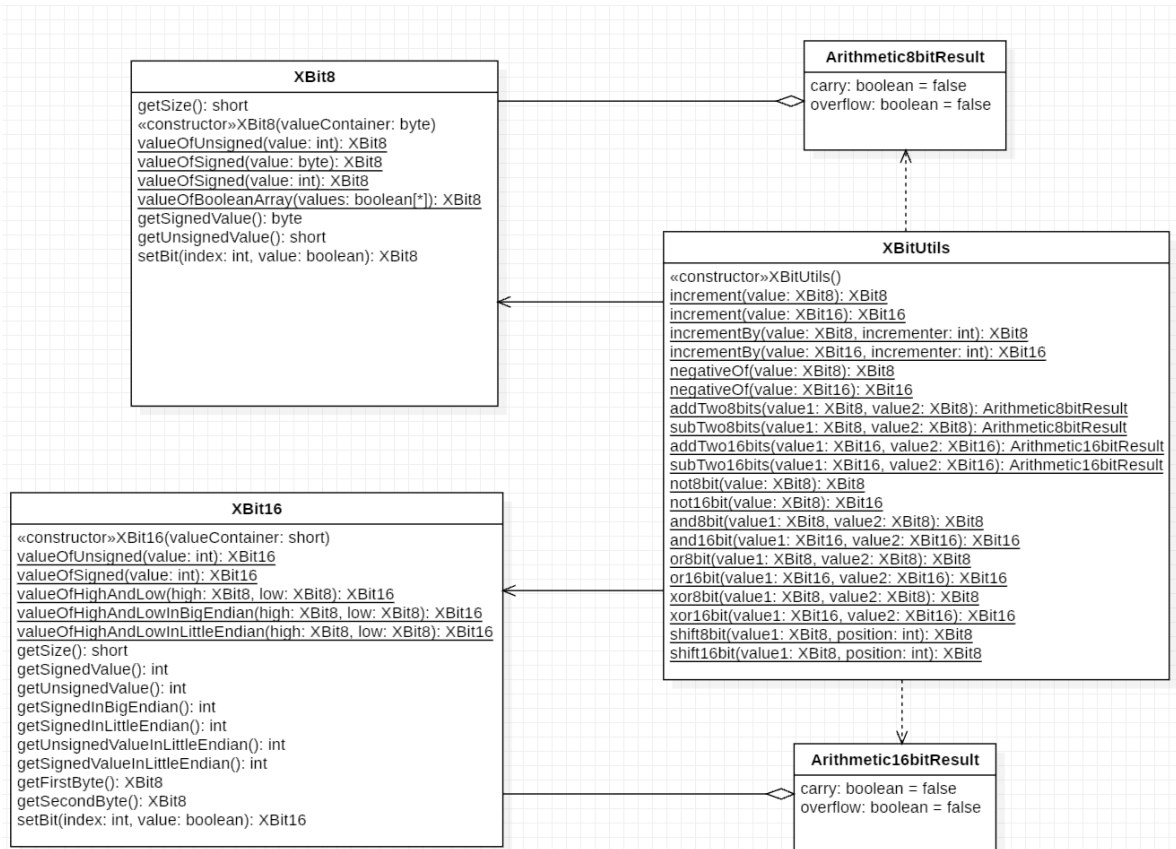 XBit8
getSize(): short
«constructor»XBit8(valueContainer: byte)
valueOfUnsigned(value: int): XBit8
valueOfSigned(value: byte): XBit8
valueOfSigned(value: int): XBit8
valueOfBooleanArray(values: boolean[*]): XBit8
getSignedValue(): byte
getUnsignedValue(): short
setBit(index: int, value: boolean): XBit8
Arithmetic8bitResult
carry: boolean = false
overflow: boolean = false
XBitUtils
«constructor»XBitUtils()
increment(value: XBit8): XBit8
increment(value: XBit16): XBit16
incrementBy(value: XBit8, incrementer: int): XBit8
incrementBy(value: XBit16, incrementer: int): XBit16
negativeOf(value: XBit8): XBit8
negativeOf(value: XBit16): XBit16
addTwo8bits(value1: XBit8, value2: XBit8): Arithmetic8bitResult
subTwo8bits(value1: XBit8, value2: XBit8): Arithmetic8bitResult
addTwo16bits(value1: XBit16, value2: XBit16): Arithmetic16bitResult
subTwo16bits(value1: XBit16, value2: XBit16): Arithmetic16bitResult
not8bit(value: XBit8): XBit8
not16bit(value: XBit8): XBit16
and8bit(value1: XBit8, value2: XBit8): XBit8
and16bit(value1: XBit16, value2: XBit16): XBit16
or8bit(value1: XBit8, value2: XBit8): XBit8
or16bit(value1: XBit16, value2: XBit16): XBit16
xor8bit(value1: XBit8, value2: XBit8): XBit8
xor16bit(value1: XBit16, value2: XBit16): XBit16
shift8bit(value1: XBit8, position: int): XBit8
shift16bit(value1: XBit8, position: int): XBit8
XBit16
«constructor»XBit16(valueContainer: short)
valueOfUnsigned(value: int): XBit16
valueOfSigned(value: int): XBit16
valueOfHighAndLow(high: XBit8, low: XBit8): XBit16
valueOfHighAndLowInBigEndian(high: XBit8, low: XBit8): XBit16
valueOfHighAndLowInLittleEndian(high: XBit8, low: XBit8): XBit16
getSize(): short
getSignedValue(): int
getUnsignedValue(): int
getSignedInBigEndian(): int
getSignedInLittleEndian(): int
getUnsignedValueInLittleEndian(): int
getSignedValueInLittleEndian(): int
getFirstByte(): XBit8
getSecondByte(): XBit8
setBit(index: int, value: boolean): XBit16
Arithmetic16bitResult
carry: boolean = false
overflow: boolean = false